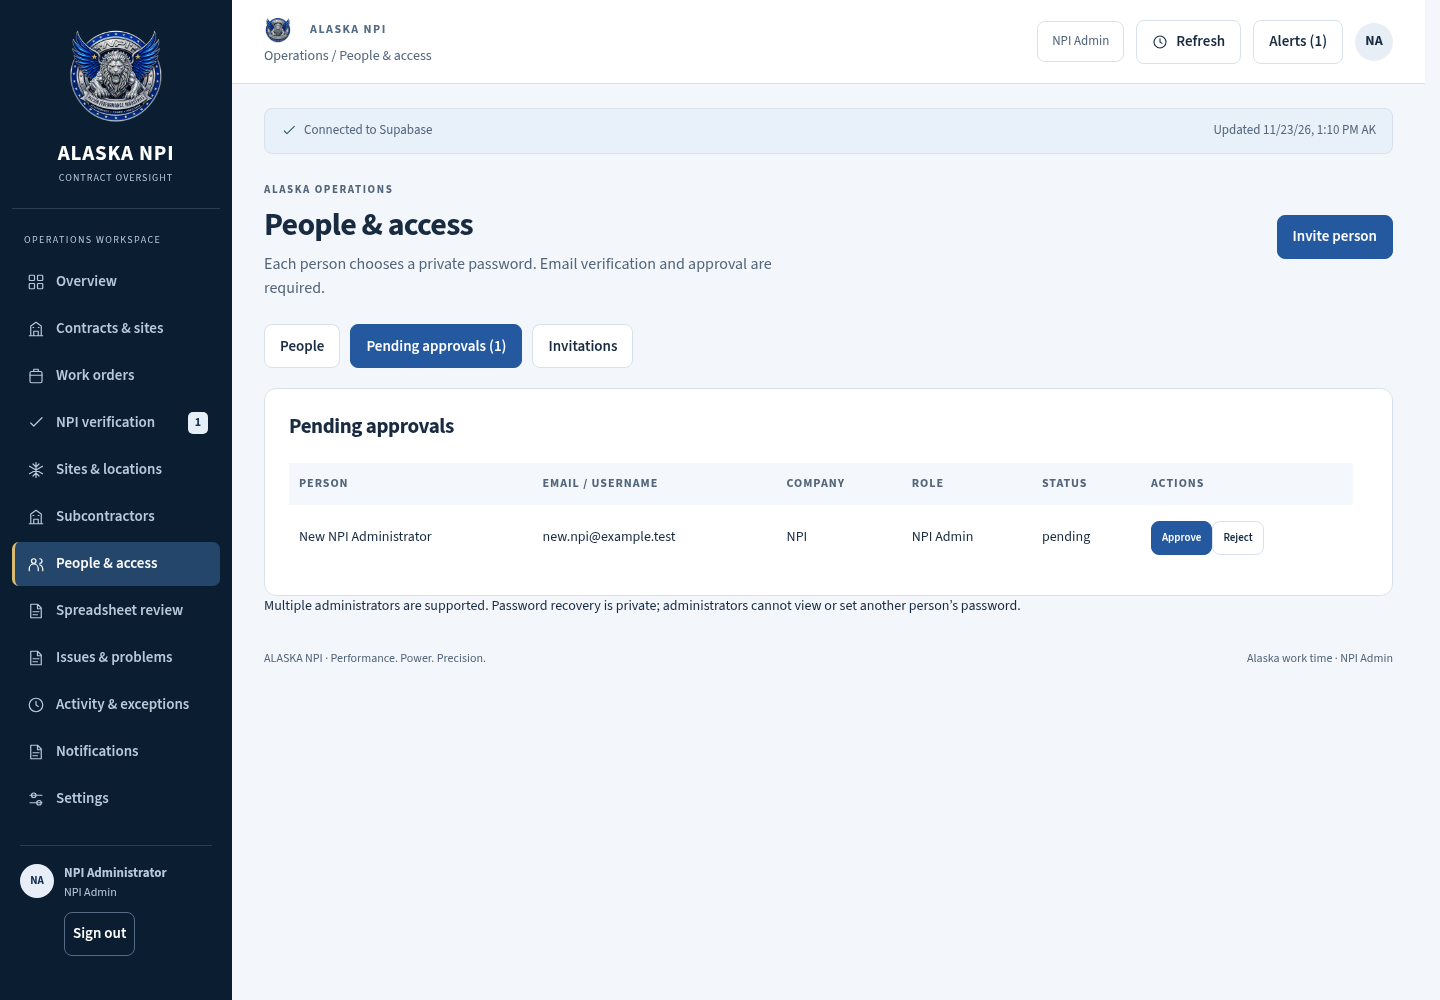 ALASKA NPI
CONTRACT OVERSIGHT
OPERATIONS WORKSPACE
Overview
Contracts & sites
Work orders
NPI verification 1
Sites & locations
Subcontractors
People & access
Spreadsheet review
Issues & problems
Activity & exceptions
Notifications
Settings
NA
NPI Administrator
NPI Admin
Sign out
ALASKA NPI
Operations / People & access
NPI Admin
Refresh
Alerts (1)
NA
Connected to Supabase
Updated 11/23/26, 1:10 PM AK
ALASKA OPERATIONS
People & access
Each person chooses a private password. Email verification and approval are
required.
Invite person
People
Pending approvals (1)
Invitations
Pending approvals
PERSON EMAIL / USERNAME COMPANY ROLE STATUS ACTIONS
New NPI Administrator new.npi@example.test NPI NPI Admin pending Approve Reject
Multiple administrators are supported. Password recovery is private; administrators cannot view or set another person’s password.
ALASKA NPI · Performance. Power. Precision.
Alaska work time · NPI Admin